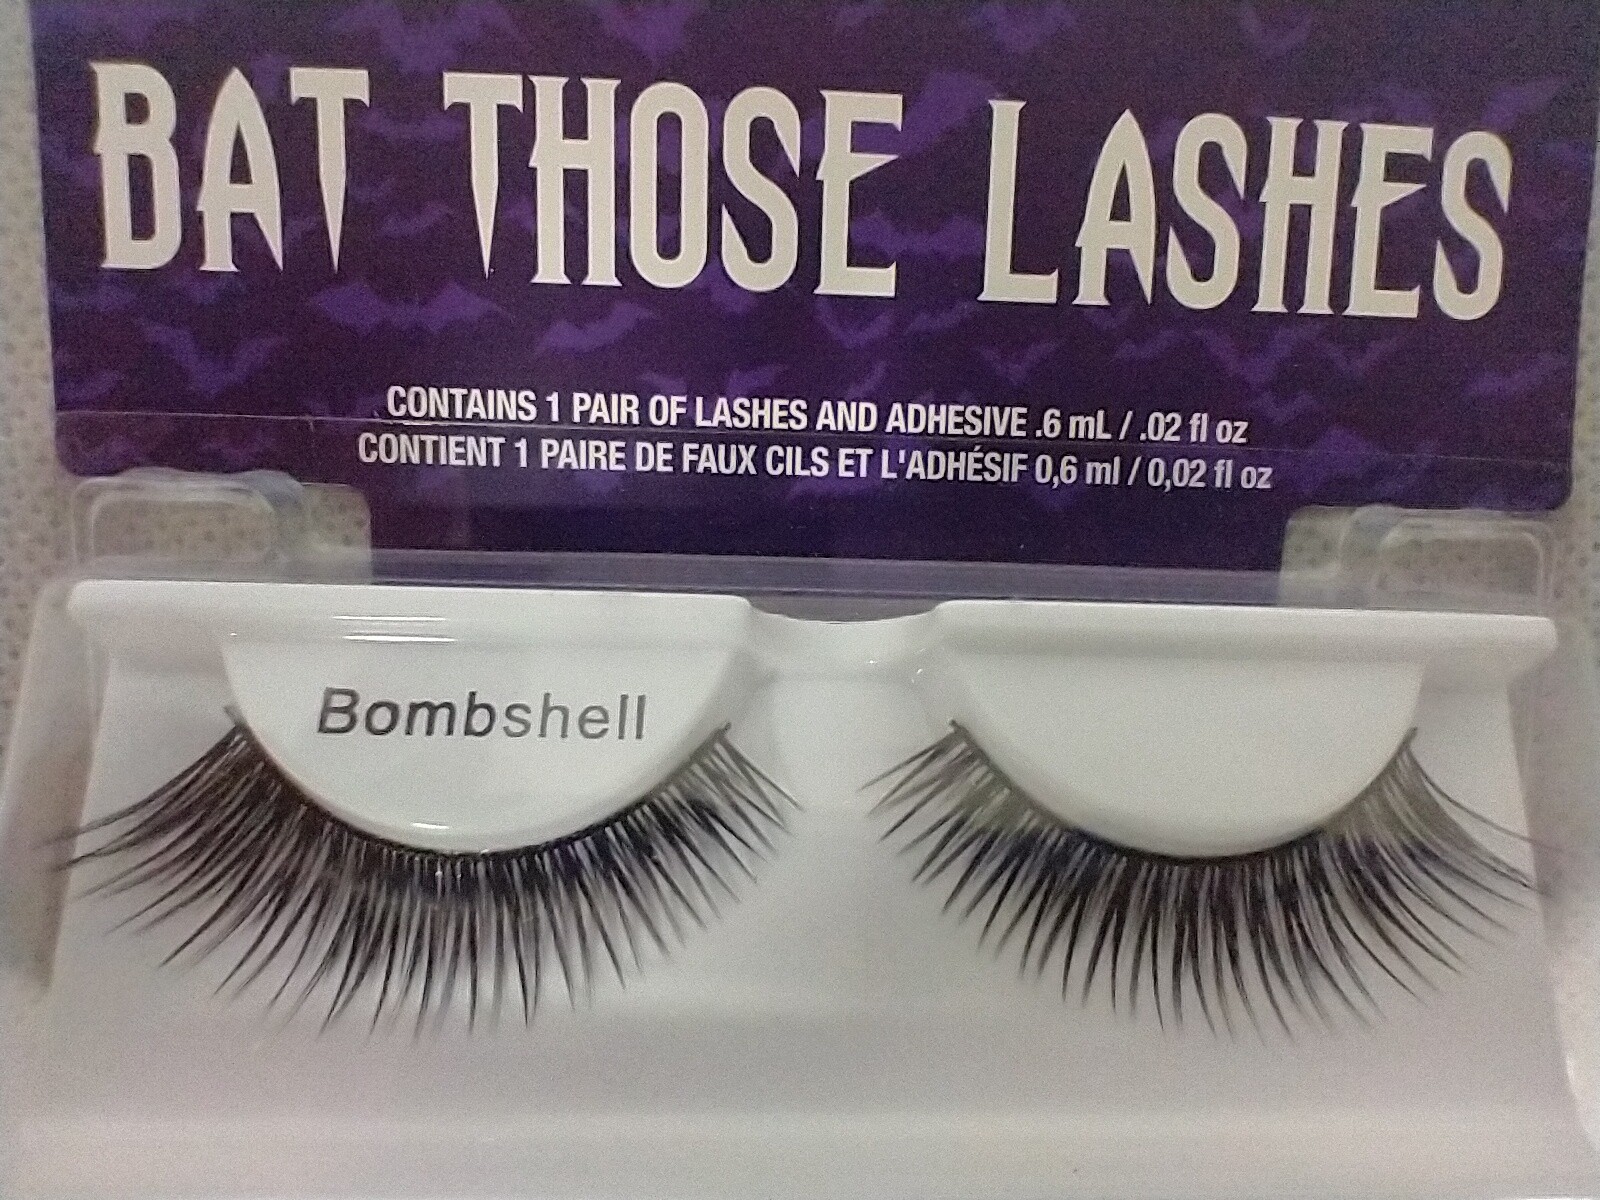 BAT THOSE LASHES
CONTAINS 1 PAIR OF LASHES AND ADHESIVE .6 mL / .02 fl oz
CONTIENT 1 PAIRE DE FAUX CILS ET L'ADHÉSIF 0,6 ml / 0,02 fl oz
Bombshell